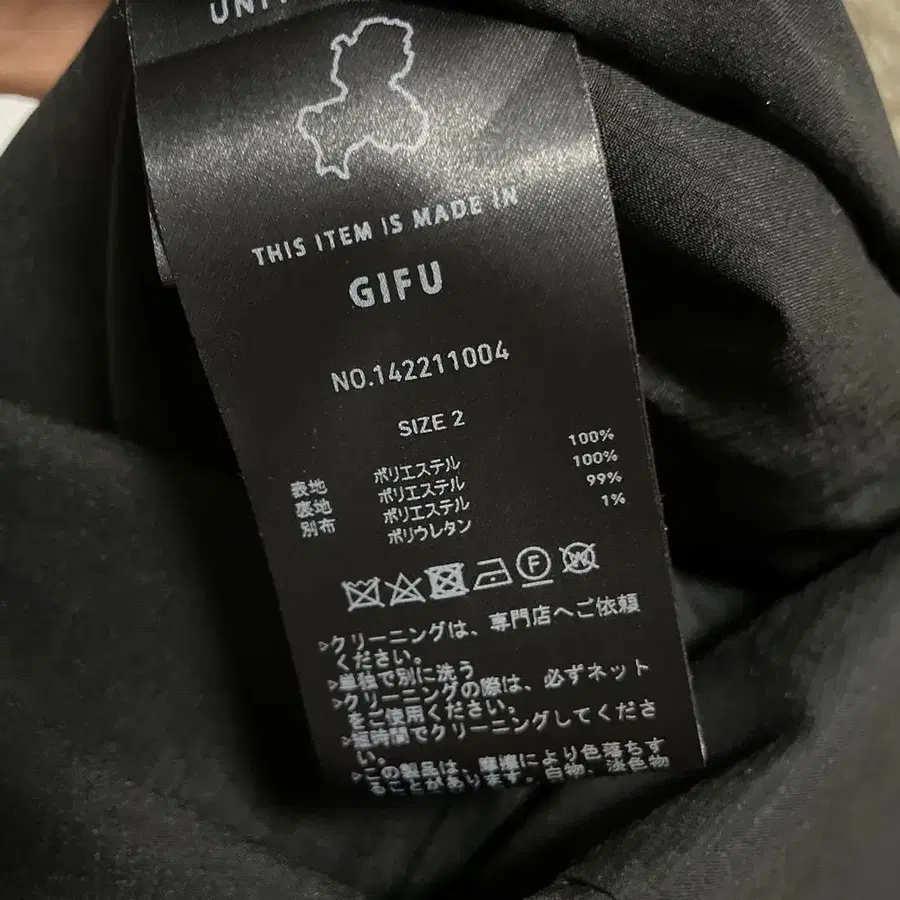 THIS ITEM IS MADE IN
GIFU
NO.142211004
SIZE 2
表地 ポリエステル 100%
裏地 ポリエステル 100%
別布 ポリエステル 99%
ポリウレタン 1%
F
W
▷クリーニングは、専門店へご依頼
ください。
▷単独で別に洗う
▷クリーニングの際は、必ずネット
をご使用ください。
▷短時間でクリーニングしてくださ
い。
▷この製品は、摩擦により色落ちす
ることがあります。白物、淡色物